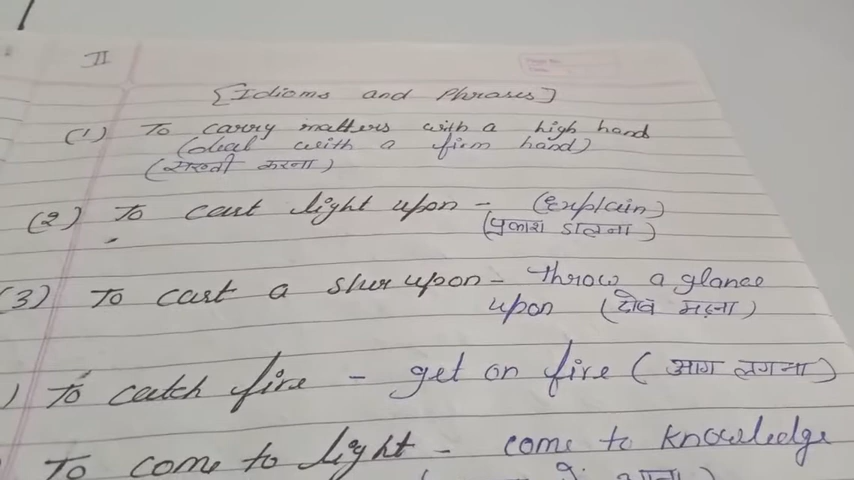 II
{Idioms and Phrases}
(1) To carry matters with a high hand
(deal with a firm hand)
(सख्ती करना)
(2) To cast light upon - (Explain)
(प्रकाश डालना)
(3) To cast a slur upon - Throw a glance
upon (दोष मढ़ना)
) To catch fire - get on fire (आग लगना)
To come to light - come to knowledge
आना)